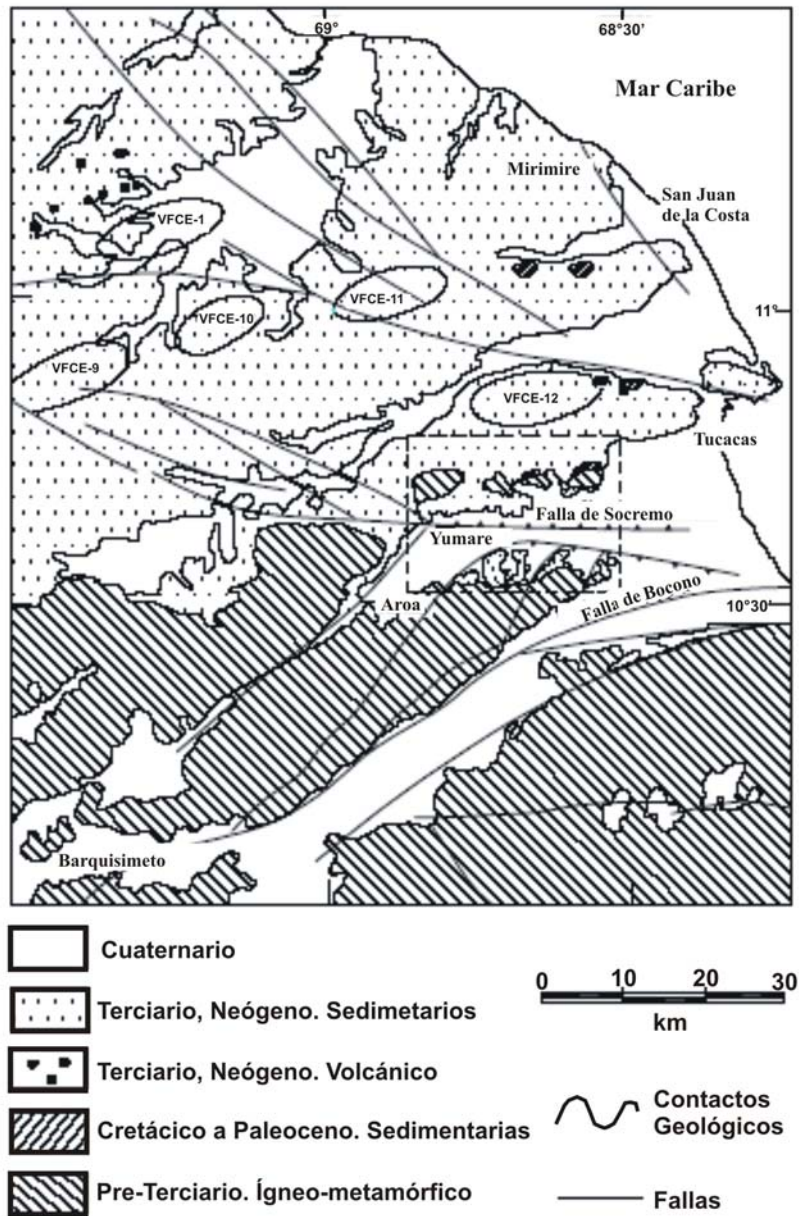 69°
68°30'
Mar Caribe
Mirimire
San Juan
de la Costa
VFCE-1
VFCE-11
11°
VFCE-10
VFCE-9
VFCE-12
Tucacas
Falla de Socremo
Yumare
Aroa
Falla de Bocono
10°30'
Barquisimeto
Cuaternario
Terciario, Neógeno. Sedimetarios
Terciario, Neógeno. Volcánico
Cretácico a Paleoceno. Sedimentarias
Pre-Terciario. Ígneo-metamórfico
0 10 20 30
km
Contactos
Geológicos
Fallas